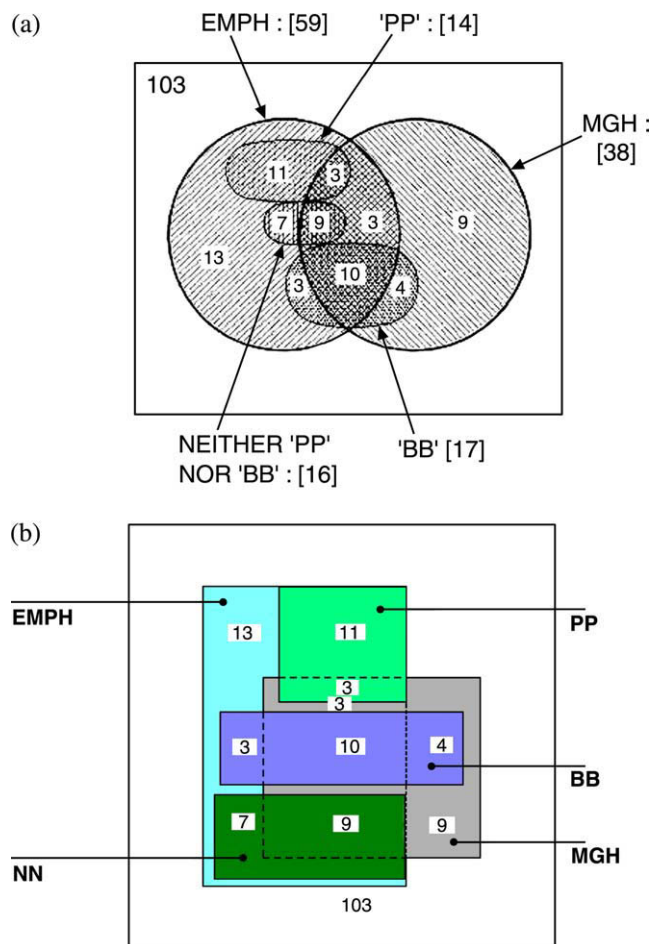 (a)
EMPH : [59]
'PP' : [14]
103
MGH :
[38]
11
3
7
9
3
9
13
3
10
4
NEITHER 'PP'
NOR 'BB' : [16]
'BB' [17]
(b)
EMPH
13
11
PP
3
3
3
10
4
BB
7
9
9
MGH
NN
103